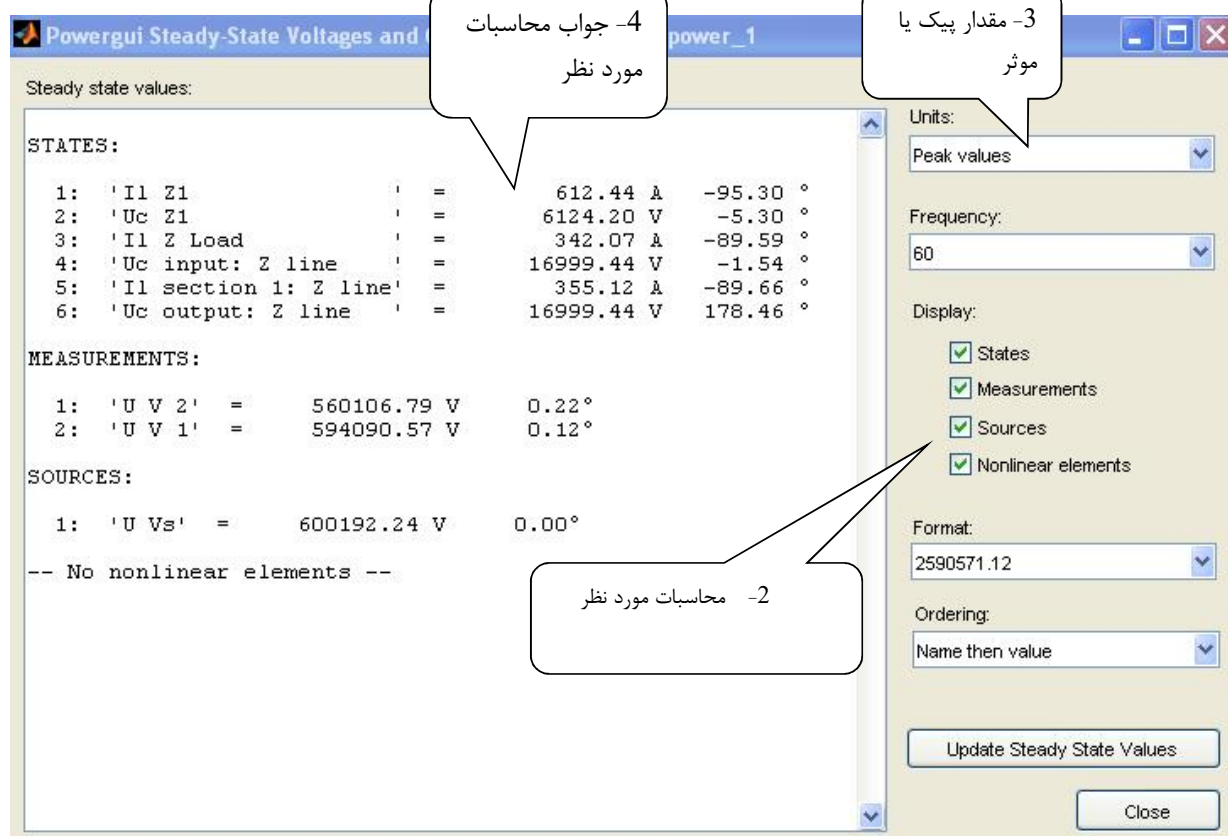 Powergui Steady-State Voltages and power_1
4- جواب محاسبات
مورد نظر
3- مقدار پیک یا
موثر
Steady state values:
STATES:
1: 'Il Z1 ' = 612.44 A -95.30 °
2: 'Uc Z1 ' = 6124.20 V -5.30 °
3: 'Il Z Load ' = 342.07 A -89.59 °
4: 'Uc input: Z line ' = 16999.44 V -1.54 °
5: 'Il section 1: Z line' = 355.12 A -89.66 °
6: 'Uc output: Z line ' = 16999.44 V 178.46 °
MEASUREMENTS:
1: 'U V 2' = 560106.79 V 0.22°
2: 'U V 1' = 594090.57 V 0.12°
SOURCES:
1: 'U Vs' = 600192.24 V 0.00°
-- No nonlinear elements --
2- محاسبات مورد نظر
Units:
Peak values
Frequency:
60
Display:
States
Measurements
Sources
Nonlinear elements
Format:
2590571.12
Ordering:
Name then value
Update Steady State Values
Close